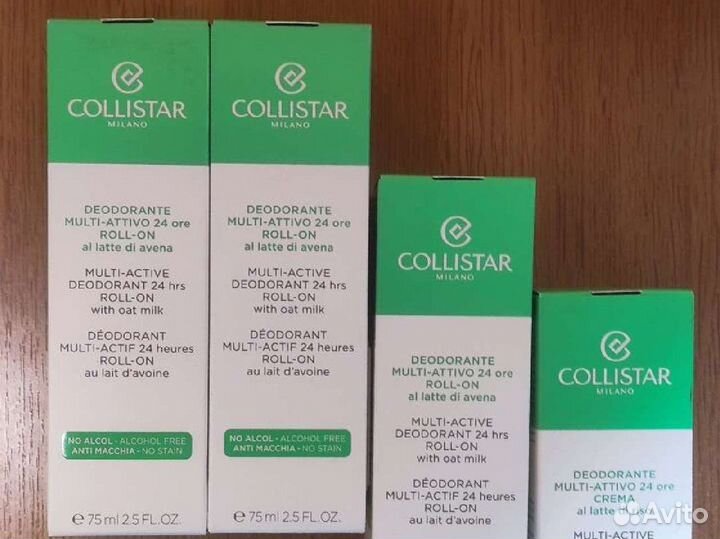 COLLISTAR
MILANO
DEODORANTE
MULTI-ATTIVO 24 ore
ROLL-ON
al latte di avena
MULTI-ACTIVE
DEODORANT 24 hrs
ROLL-ON
with oat milk
DÉODORANT
MULTI-ACTIF 24 heures
ROLL-ON
au lait d'avoine
NO ALCOL - ALCOHOL FREE
ANTI MACCHIA - NO STAIN
℮ 75 ml 2.5 FL.OZ.
COLLISTAR
MILANO
DEODORANTE
MULTI-ATTIVO 24 ore
ROLL-ON
al latte di avena
MULTI-ACTIVE
DEODORANT 24 hrs
ROLL-ON
with oat milk
DÉODORANT
MULTI-ACTIF 24 heures
ROLL-ON
au lait d'avoine
NO ALCOL - ALCOHOL FREE
ANTI MACCHIA - NO STAIN
℮ 75 ml 2.5 FL.OZ.
COLLISTAR
MILANO
DEODORANTE
MULTI-ATTIVO 24 ore
ROLL-ON
al latte di avena
MULTI-ACTIVE
DEODORANT 24 hrs
ROLL-ON
with oat milk
DÉODORANT
MULTI-ACTIF 24 heures
ROLL-ON
au lait d'avoine
COLLISTAR
MILANO
DEODORANTE
MULTI-ATTIVO 24 ore
CREMA
al latte di
MULTI-ACTIVE
Avito